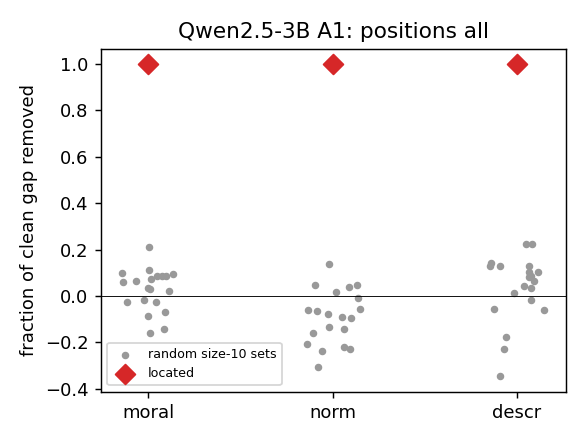 Qwen2.5-3B A1: positions all
fraction of clean gap removed
1.0
0.8
0.6
0.4
0.2
0.0
−0.2
−0.4
random size-10 sets
located
moral norm descr